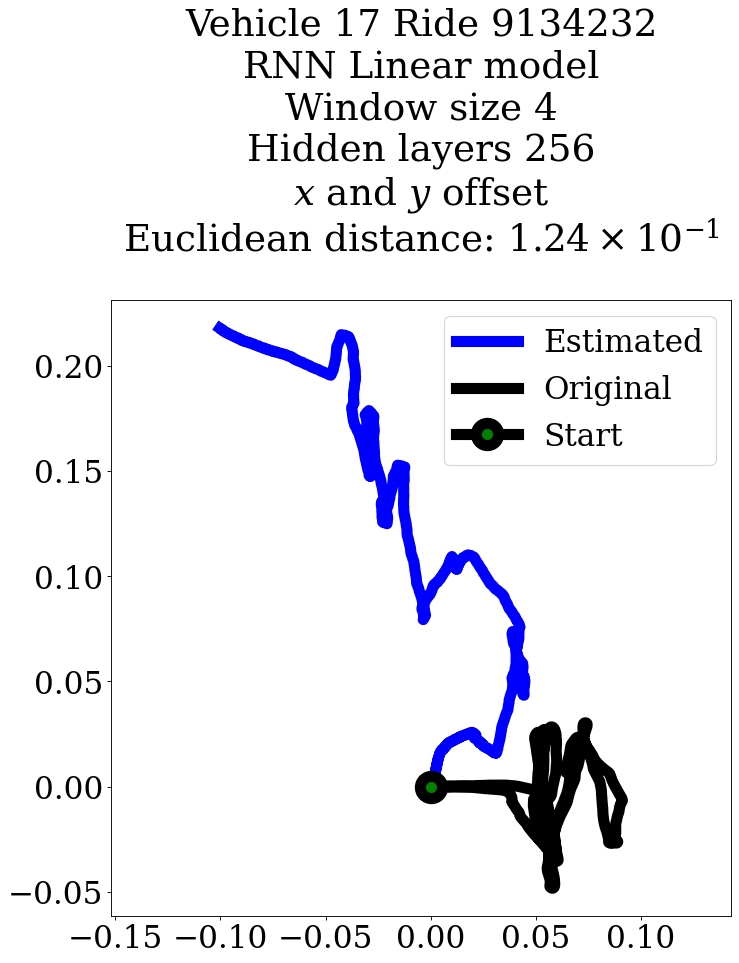 Vehicle 17 Ride 9134232
RNN Linear model
Window size 4
Hidden layers 256
x and y offset
Euclidean distance: 1.24 × 10⁻¹
Estimated
Original
Start
0.20
0.15
0.10
0.05
0.00
−0.05
−0.15 −0.10 −0.05 0.00 0.05 0.10